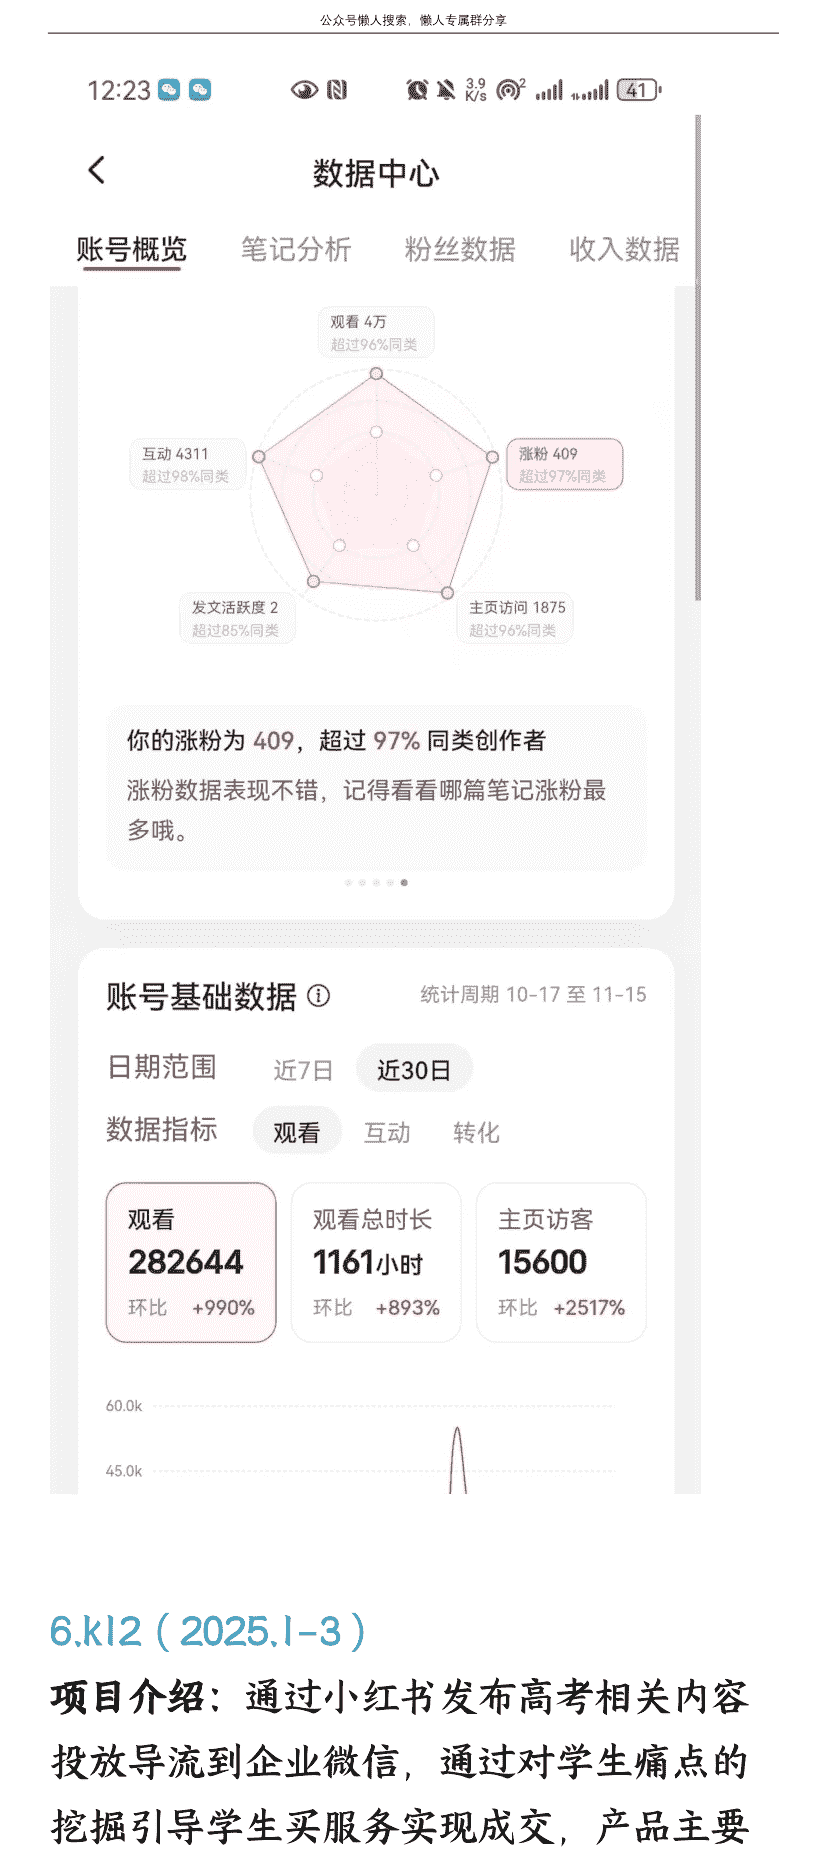 公众号懒人搜索，懒人专属群分享
12:23 3.9 K/s 2 41
数据中心
账号概览 笔记分析 粉丝数据 收入数据
观看 4万
超过96%同类
互动 4311
超过98%同类
涨粉 409
超过97%同类
发文活跃度 2
超过85%同类
主页访问 1875
超过96%同类
你的涨粉为 409，超过 97% 同类创作者
涨粉数据表现不错，记得看看哪篇笔记涨粉最
多哦。
账号基础数据 统计周期 10-17 至 11-15
日期范围 近7日 近30日
数据指标 观看 互动 转化
观看 观看总时长 主页访客
282644 1161小时 15600
环比 +990% 环比 +893% 环比 +2517%
60.0k
45.0k
6.k12（2025.1-3）
项目介绍：通过小红书发布高考相关内容
投放导流到企业微信，通过对学生痛点的
挖掘引导学生买服务实现成交，产品主要